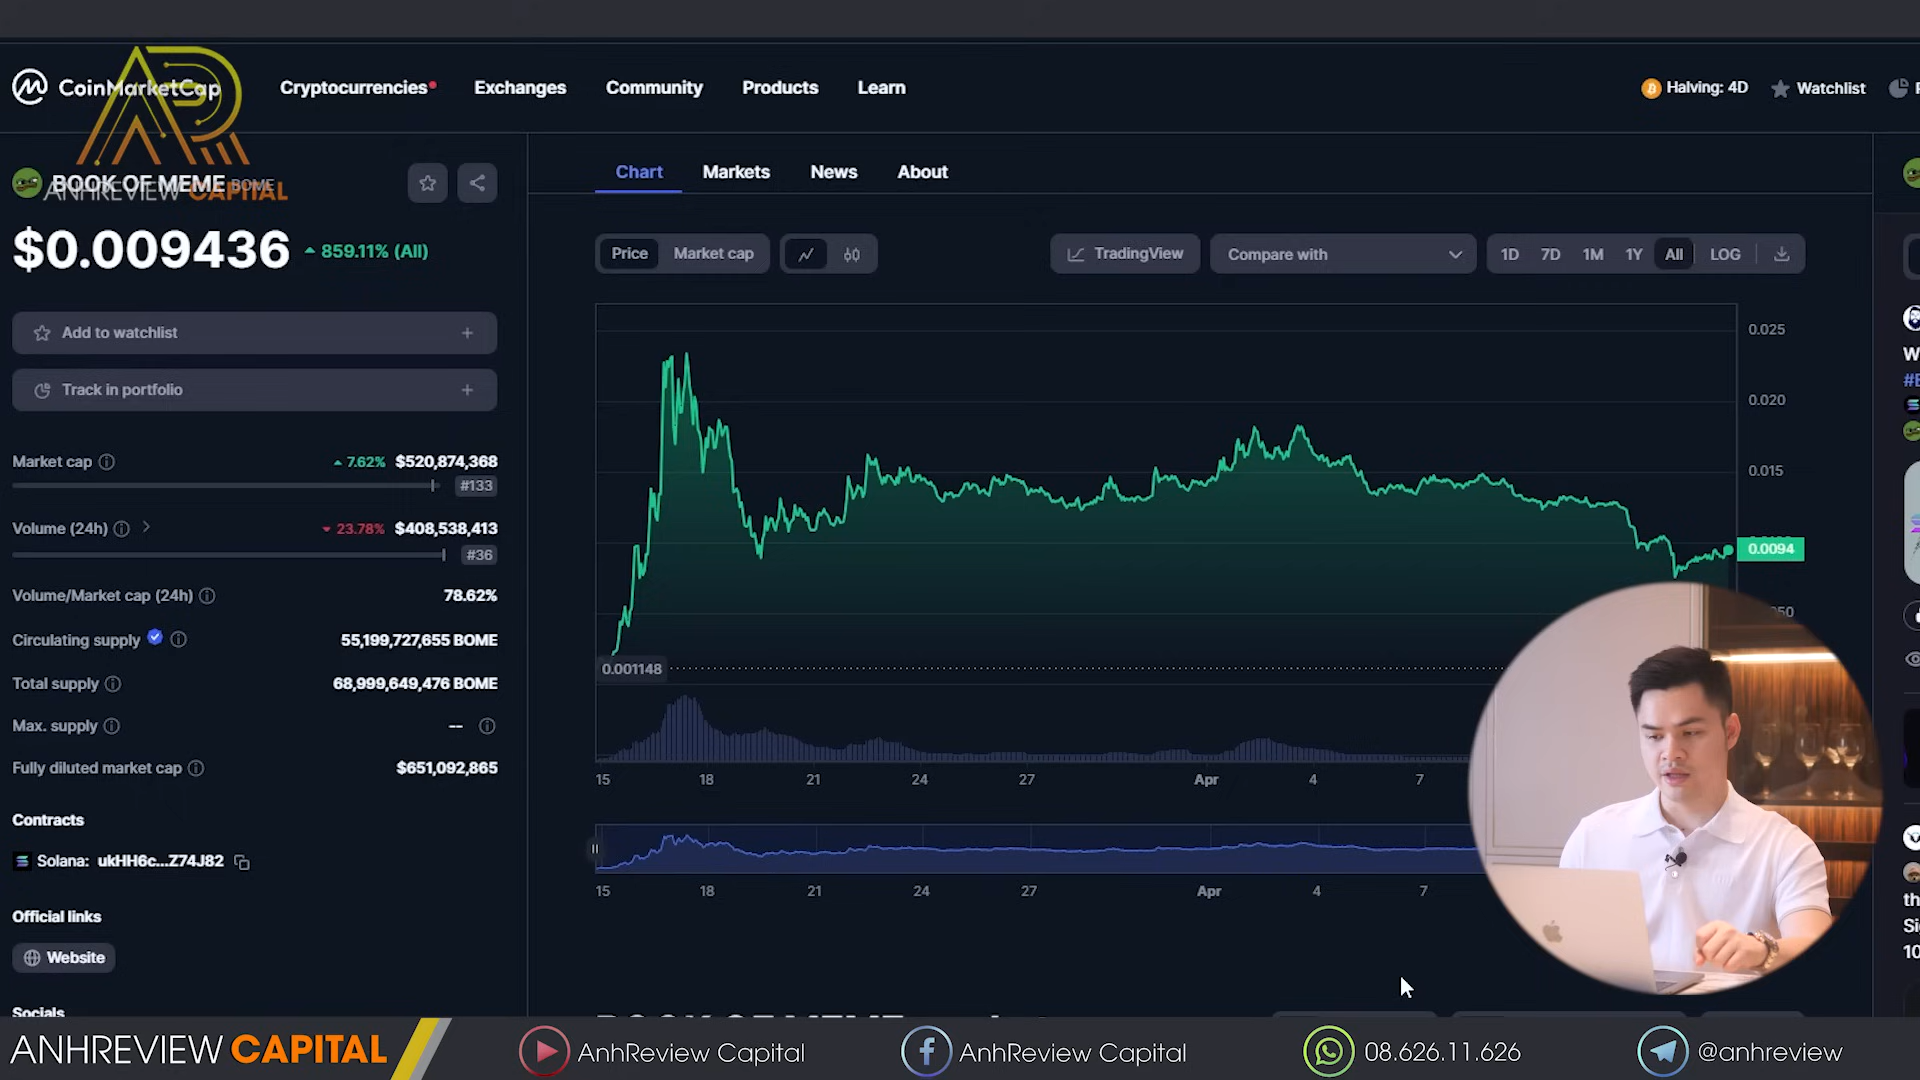 CoinMarketCap
Cryptocurrencies
Exchanges
Community
Products
Learn
Halving: 4D
Watchlist
ANHREVIEW CAPITAL
BOOK OF MEME BOME
$0.009436
859.11% (All)
Add to watchlist
Track in portfolio
Market cap
7.62% $520,874,368
#133
Volume (24h)
23.78% $408,538,413
#36
Volume/Market cap (24h)
78.62%
Circulating supply
55,199,727,655 BOME
Total supply
68,999,649,476 BOME
Max. supply
--
Fully diluted market cap
$651,092,865
Contracts
Solana: ukHH6c...Z74J82
Official links
Website
Socials
Chart
Markets
News
About
Price
Market cap
TradingView
Compare with
1D
7D
1M
1Y
All
LOG
0.025
0.020
0.015
0.0094
0.001148
15 18 21 24 27 Apr 4 7
15 18 21 24 27 Apr 4 7
BOOK OF MEME
ANHREVIEW CAPITAL
AnhReview Capital
AnhReview Capital
08.626.11.626
@anhreview